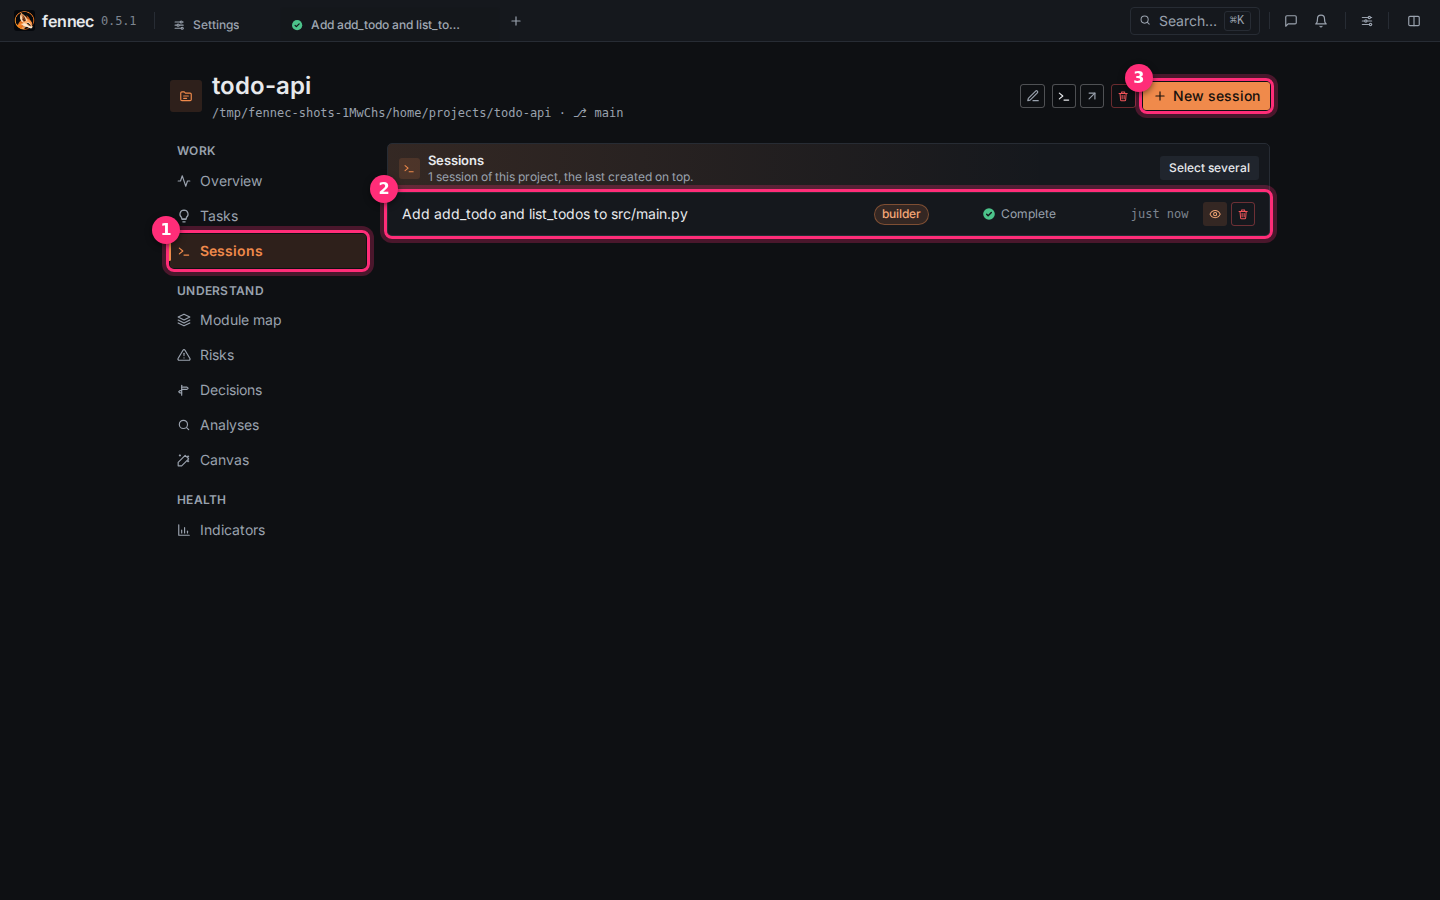 fennec 0.5.1
Settings
Add add_todo and list_to...
Search... ⌘K
todo-api
/tmp/fennec-shots-1MwChs/home/projects/todo-api · ⎇ main
3
New session
WORK
Overview
Tasks
1
Sessions
UNDERSTAND
Module map
Risks
Decisions
Analyses
Canvas
HEALTH
Indicators
Sessions
1 session of this project, the last created on top.
Select several
2
Add add_todo and list_todos to src/main.py
builder
Complete
just now